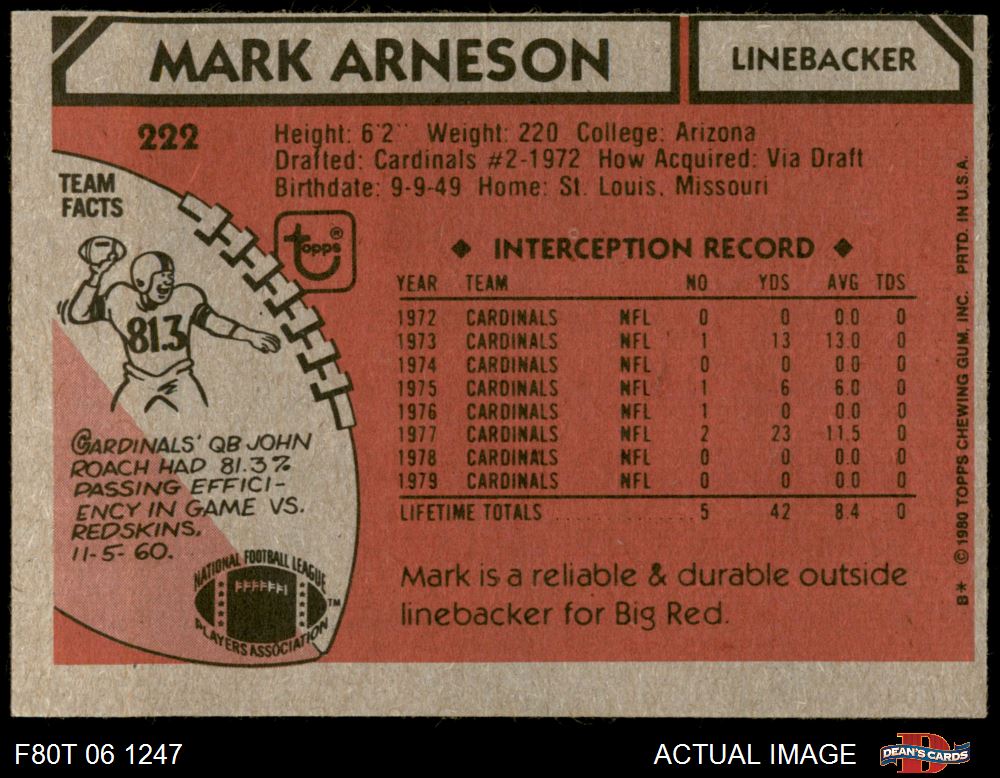 MARK ARNESON
LINEBACKER
222
Height: 6'2" Weight: 220 College: Arizona
Drafted: Cardinals #2-1972 How Acquired: Via Draft
Birthdate: 9-9-49 Home: St. Louis, Missouri
TEAM
FACTS
topps®
81.3
CARDINALS' QB JOHN
ROACH HAD 81.3%
PASSING EFFICI-
ENCY IN GAME VS.
REDSKINS,
11-5-60.
NATIONAL FOOTBALL LEAGUE
PLAYERS ASSOCIATION
TM
◆ INTERCEPTION RECORD ◆
YEAR TEAM NO YDS AVG TDS
1972 CARDINALS NFL 0 0 0.0 0
1973 CARDINALS NFL 1 13 13.0 0
1974 CARDINALS NFL 0 0 0.0 0
1975 CARDINALS NFL 1 6 6.0 0
1976 CARDINALS NFL 1 0 0.0 0
1977 CARDINALS NFL 2 23 11.5 0
1978 CARDINALS NFL 0 0 0.0 0
1979 CARDINALS NFL 0 0 0.0 0
LIFETIME TOTALS 5 42 8.4 0
Mark is a reliable & durable outside
linebacker for Big Red.
B* © 1980 TOPPS CHEWING GUM, INC. PRTD. IN U.S.A.
F80T 06 1247
ACTUAL IMAGE
DEAN'S CARDS